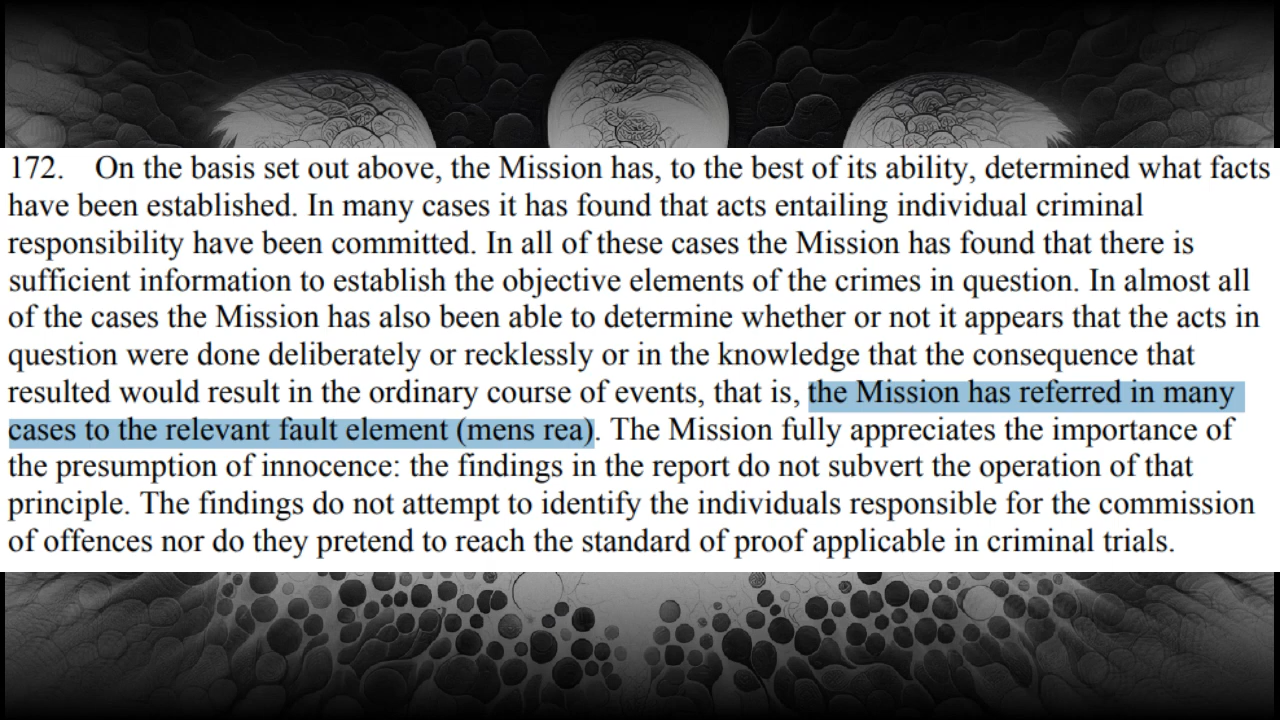 172. On the basis set out above, the Mission has, to the best of its ability, determined what facts
have been established. In many cases it has found that acts entailing individual criminal
responsibility have been committed. In all of these cases the Mission has found that there is
sufficient information to establish the objective elements of the crimes in question. In almost all
of the cases the Mission has also been able to determine whether or not it appears that the acts in
question were done deliberately or recklessly or in the knowledge that the consequence that
resulted would result in the ordinary course of events, that is, the Mission has referred in many
cases to the relevant fault element (mens rea). The Mission fully appreciates the importance of
the presumption of innocence: the findings in the report do not subvert the operation of that
principle. The findings do not attempt to identify the individuals responsible for the commission
of offences nor do they pretend to reach the standard of proof applicable in criminal trials.